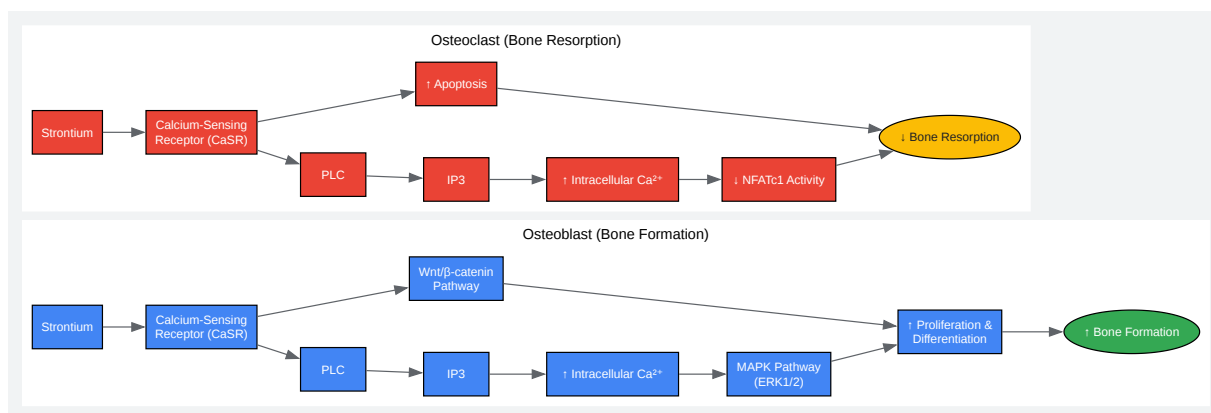 Osteoclast (Bone Resorption)
↑ Apoptosis
Strontium
Calcium-Sensing
Receptor (CaSR)
↓ Bone Resorption
PLC
IP3
↑ Intracellular Ca²⁺
↓ NFATc1 Activity
Osteoblast (Bone Formation)
Wnt/β-catenin
Pathway
Strontium
Calcium-Sensing
Receptor (CaSR)
↑ Proliferation &
Differentiation
↑ Bone Formation
PLC
IP3
↑ Intracellular Ca²⁺
MAPK Pathway
(ERK1/2)